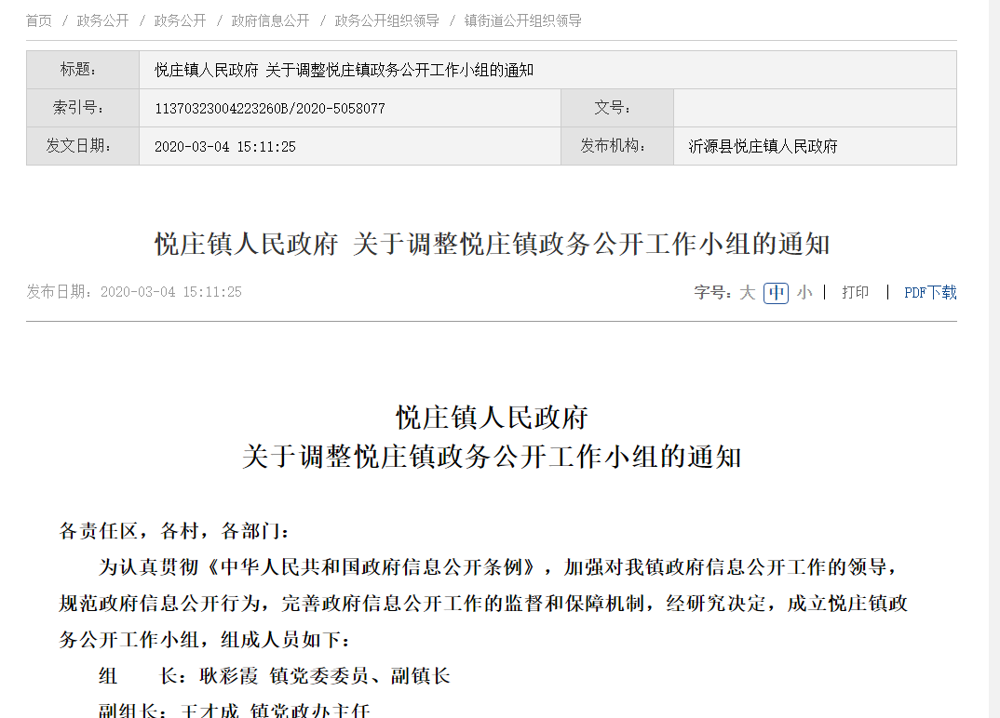 首页 / 政务公开 / 政务公开 / 政府信息公开 / 政务公开组织领导 / 镇街道公开组织领导
标题： 悦庄镇人民政府 关于调整悦庄镇政务公开工作小组的通知
索引号： 11370323004223260B/2020-5058077 文号：
发文日期： 2020-03-04 15:11:25 发布机构： 沂源县悦庄镇人民政府
悦庄镇人民政府 关于调整悦庄镇政务公开工作小组的通知
发布日期：2020-03-04 15:11:25 字号：大 中 小 | 打印 | PDF下载
悦庄镇人民政府
关于调整悦庄镇政务公开工作小组的通知
各责任区，各村，各部门：
为认真贯彻《中华人民共和国政府信息公开条例》，加强对我镇政府信息公开工作的领导，
规范政府信息公开行为，完善政府信息公开工作的监督和保障机制，经研究决定，成立悦庄镇政
务公开工作小组，组成人员如下：
组 长：耿彩霞 镇党委委员、副镇长
副组长：王才成 镇党政办主任